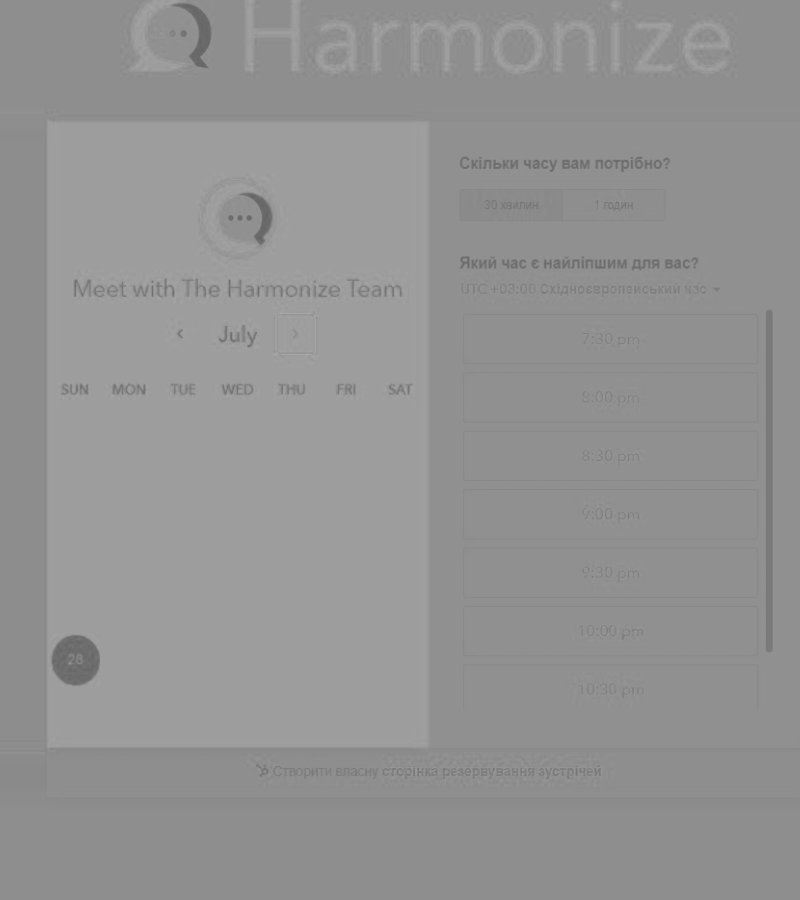 Harmonize
Meet with The Harmonize Team
July
SUN MON TUE WED THU FRI SAT
28
Скільки часу вам потрібно?
30 хвилин 1 годин
Який час є найліпшим для вас?
UTC +03:00 Східноєвропейський час
7:30 pm
8:00 pm
8:30 pm
9:00 pm
9:30 pm
10:00 pm
10:30 pm
Створити власну сторінка резервування зустрічей